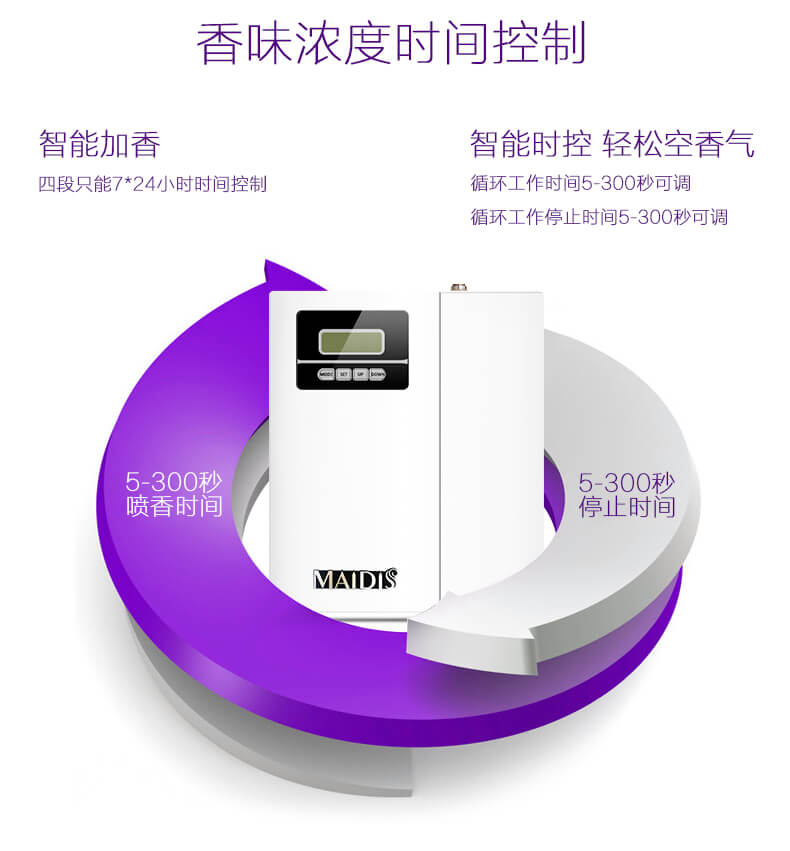 香味浓度时间控制
智能加香
四段只能7*24小时时间控制
智能时控 轻松空香气
循环工作时间5-300秒可调
循环工作停止时间5-300秒可调
MODE SET UP DOWN
5-300秒
喷香时间
5-300秒
停止时间
MAIDIS